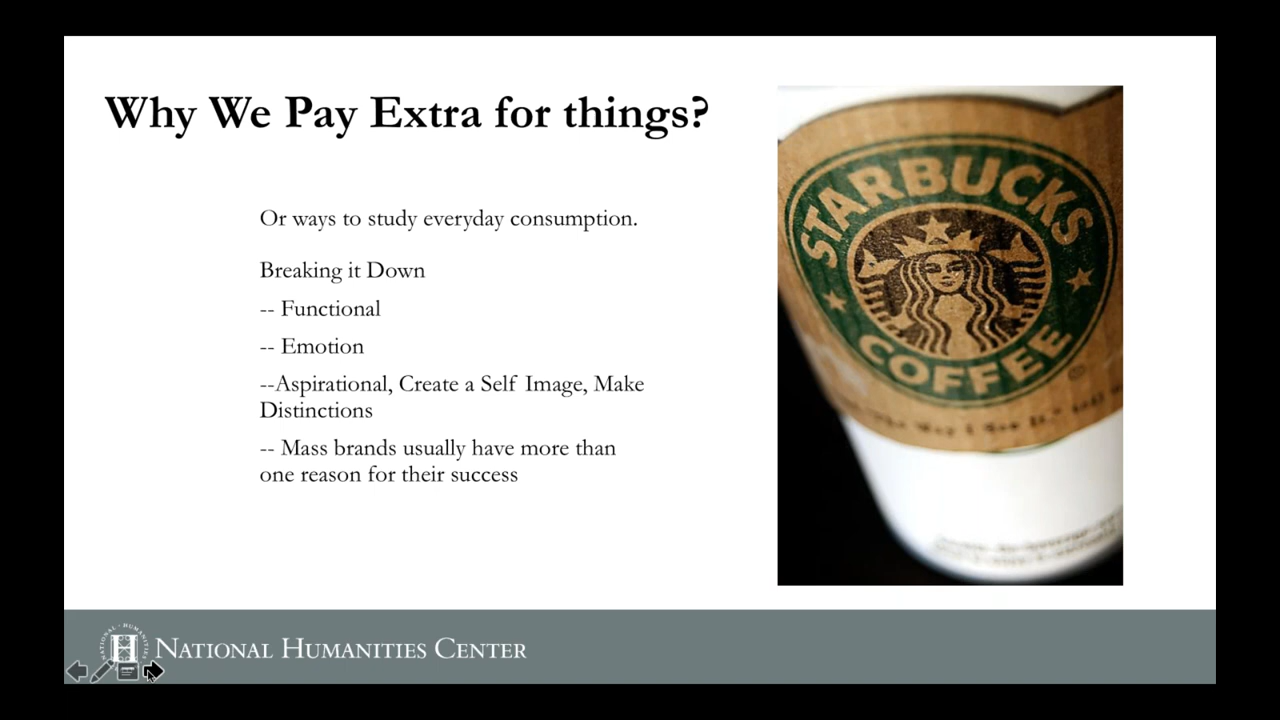 Why We Pay Extra for things?
Or ways to study everyday consumption.
Breaking it Down
-- Functional
-- Emotion
--Aspirational, Create a Self Image, Make
Distinctions
-- Mass brands usually have more than
one reason for their success
STARBUCKS
COFFEE
NATIONAL HUMANITIES CENTER